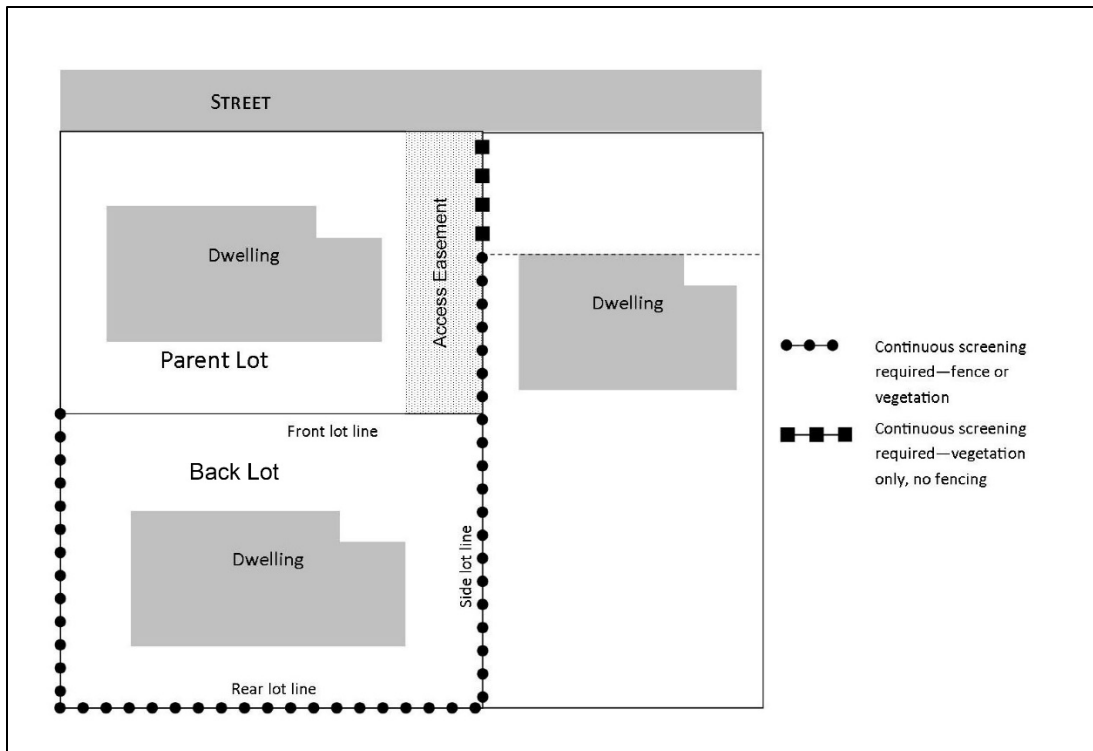 STREET
Access Easement
Dwelling
Dwelling
Parent Lot
Front lot line
Back Lot
Dwelling
Side lot line
Rear lot line
Continuous screening
required—fence or
vegetation
Continuous screening
required—vegetation
only, no fencing